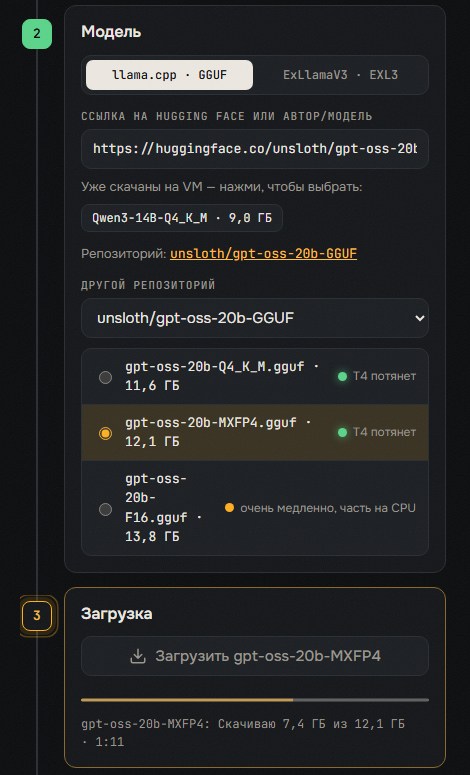 2
Модель
llama.cpp · GGUF
ExLlamaV3 · EXL3
ССЫЛКА НА HUGGING FACE ИЛИ АВТОР/МОДЕЛЬ
https://huggingface.co/unsloth/gpt-oss-20b
Уже скачаны на VM — нажми, чтобы выбрать:
Qwen3-14B-Q4_K_M · 9,0 ГБ
Репозиторий: unsloth/gpt-oss-20b-GGUF
ДРУГОЙ РЕПОЗИТОРИЙ
unsloth/gpt-oss-20b-GGUF
gpt-oss-20b-Q4_K_M.gguf ·
11,6 ГБ
T4 потянет
gpt-oss-20b-MXFP4.gguf ·
12,1 ГБ
T4 потянет
gpt-oss-
20b-
F16.gguf ·
13,8 ГБ
очень медленно, часть на CPU
3
Загрузка
Загрузить gpt-oss-20b-MXFP4
gpt-oss-20b-MXFP4: Скачиваю 7,4 ГБ из 12,1 ГБ
· 1:11